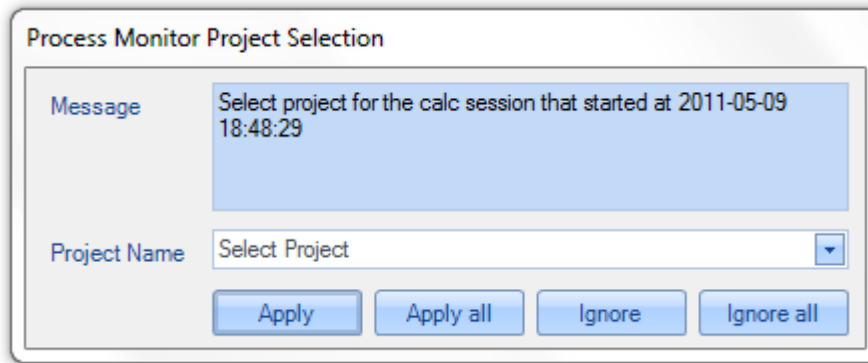 Process Monitor Project Selection
Message
Select project for the calc session that started at 2011-05-09
18:48:29
Project Name
Select Project
Apply
Apply all
Ignore
Ignore all